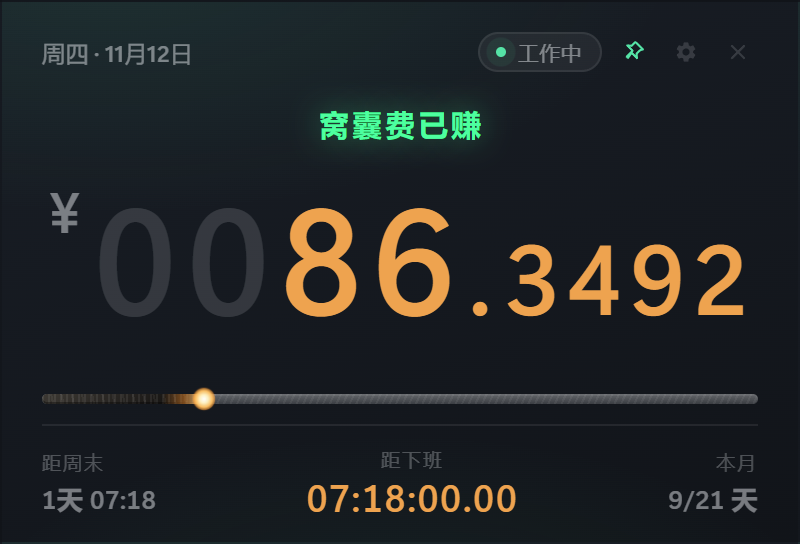 周四 · 11月12日 工作中
窝囊费已赚
¥ 0086.3492
距周末 距下班 本月
1天 07:18 07:18:00.00 9/21 天